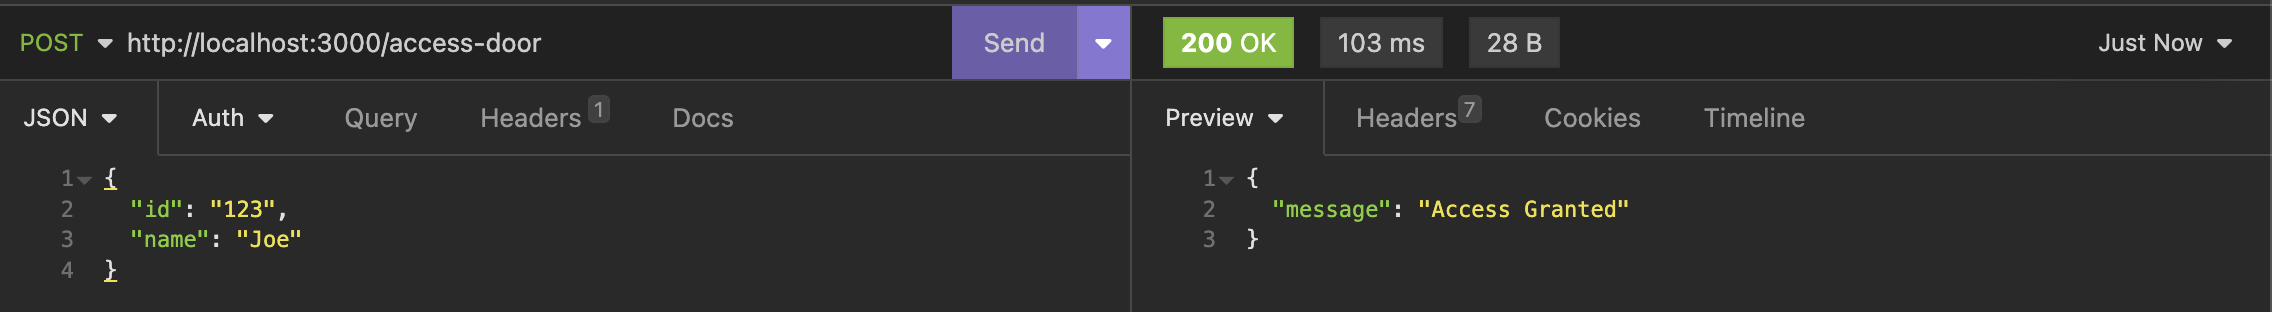 POST http://localhost:3000/access-door Send 200 OK 103 ms 28 B Just Now
JSON Auth Query Headers 1 Docs Preview Headers 7 Cookies Timeline
1 {
2 "id": "123",
3 "name": "Joe"
4 }
1 {
2 "message": "Access Granted"
3 }